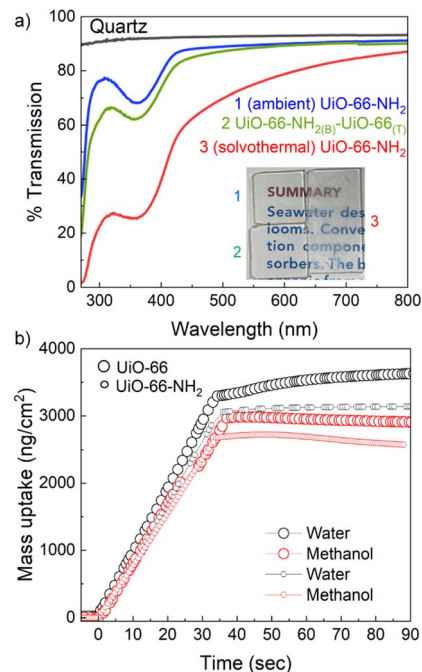 a)
Quartz
100
80
60
40
20
0
% Transmission
1 (ambient) UiO-66-NH2
2 UiO-66-NH2(B)-UiO-66(T)
3 (solvothermal) UiO-66-NH2
1
2
3
SUMMARY
Seawater des
looms. Conve
tion compone
sorbers. The b
300 400 500 600 700 800
Wavelength (nm)
b)
4000
3000
2000
1000
0
Mass uptake (ng/cm2)
UiO-66
UiO-66-NH2
Water
Methanol
Water
Methanol
0 10 20 30 40 50 60 70 80 90
Time (sec)